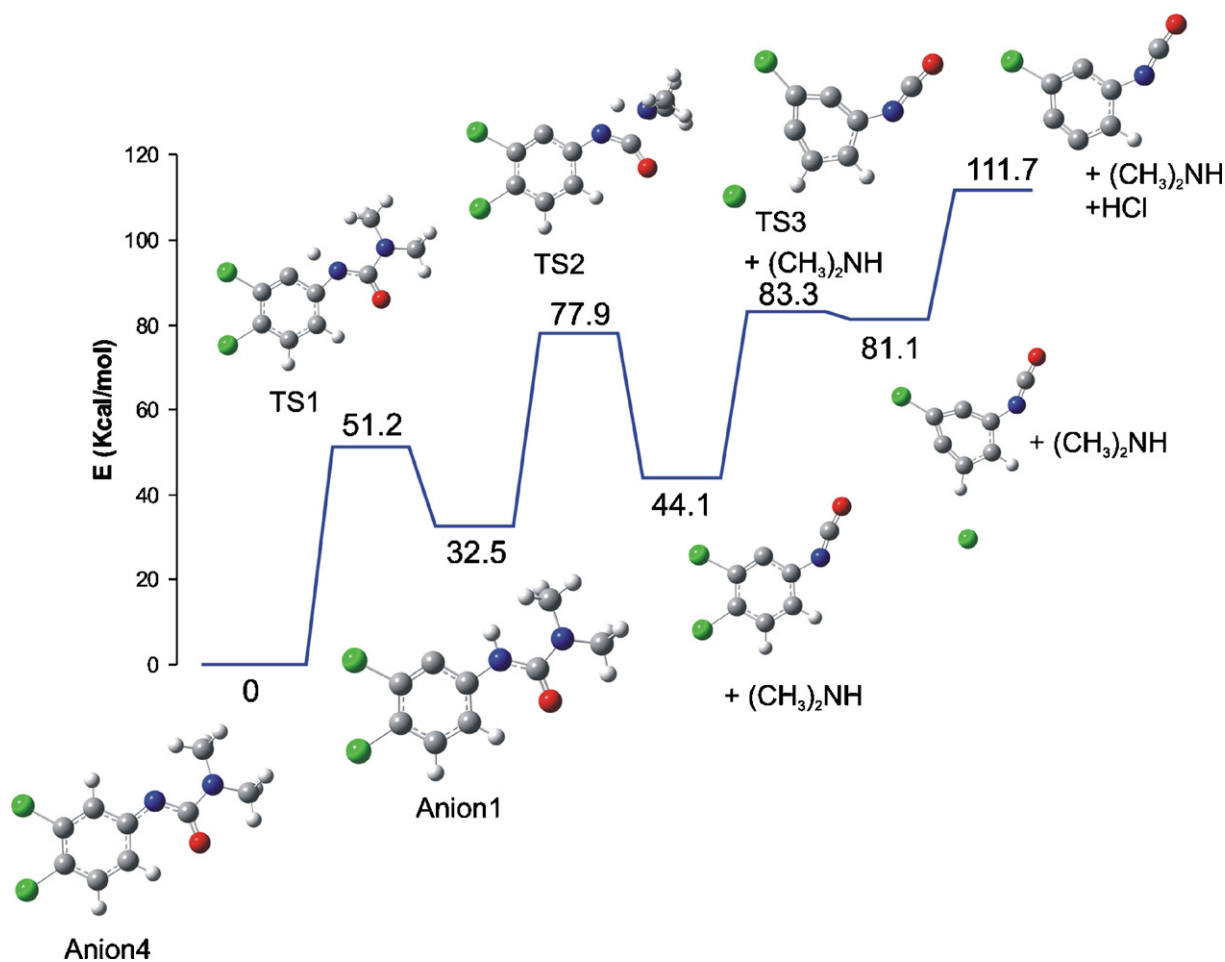 120
100
80
60
40
20
0
E (Kcal/mol)
TS1
TS2
TS3
+ (CH₃)₂NH
+ (CH₃)₂NH
+HCl
0
51.2
32.5
77.9
44.1
83.3
81.1
111.7
+ (CH₃)₂NH
+ (CH₃)₂NH
Anion1
Anion4